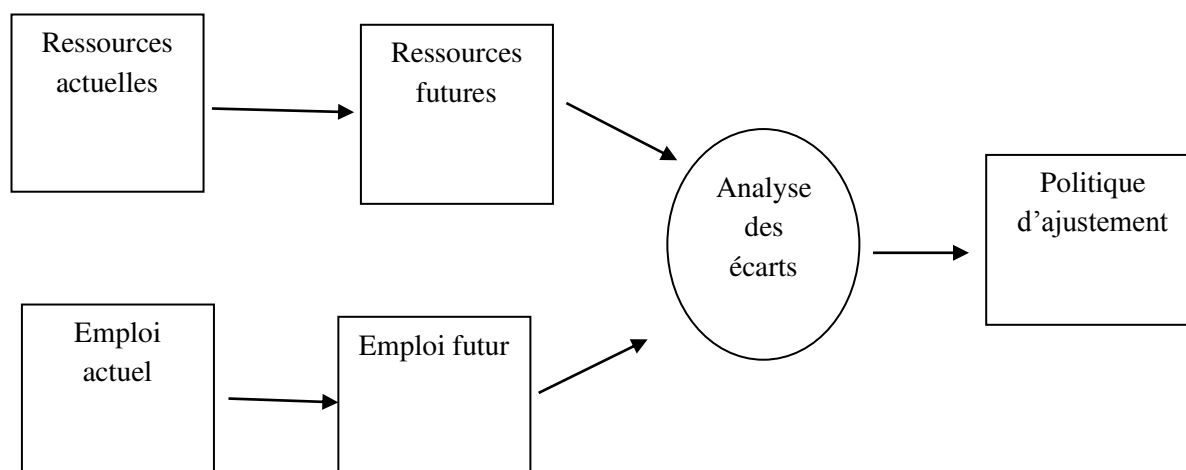 Ressources
actuelles
Ressources
futures
Analyse
des
écarts
Politique
d’ajustement
Emploi
actuel
Emploi futur